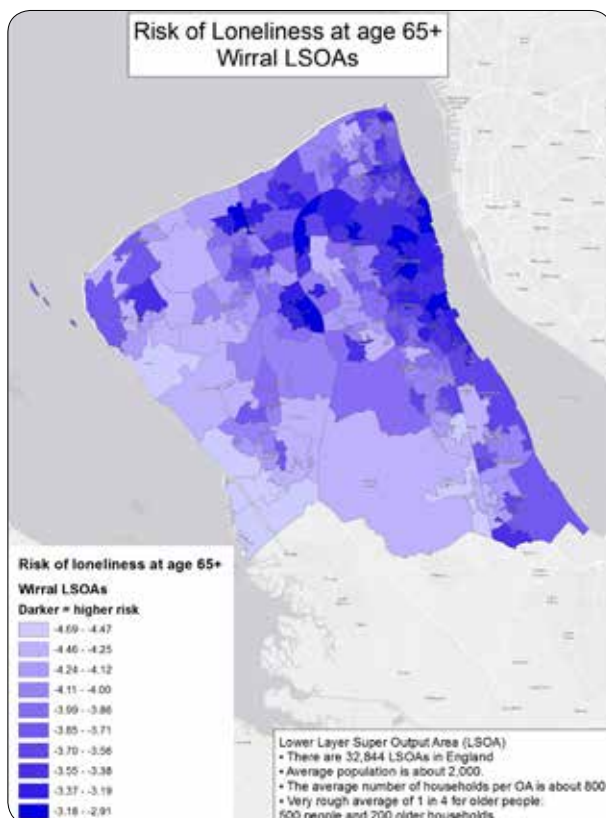 Risk of Loneliness at age 65+
Wirral LSOAs
Risk of loneliness at age 65+
Wirral LSOAs
Darker = higher risk
-4.69 - -4.47
-4.46 - -4.25
-4.24 - -4.12
-4.11 - -4.00
-3.99 - -3.86
-3.85 - -3.71
-3.70 - -3.56
-3.55 - -3.38
-3.37 - -3.19
-3.18 - -2.91
Lower Layer Super Output Area (LSOA)
• There are 32,844 LSOAs in England
• Average population is about 2,000.
• The average number of households per OA is about 800
• Very rough average of 1 in 4 for older people:
500 people and 200 older households